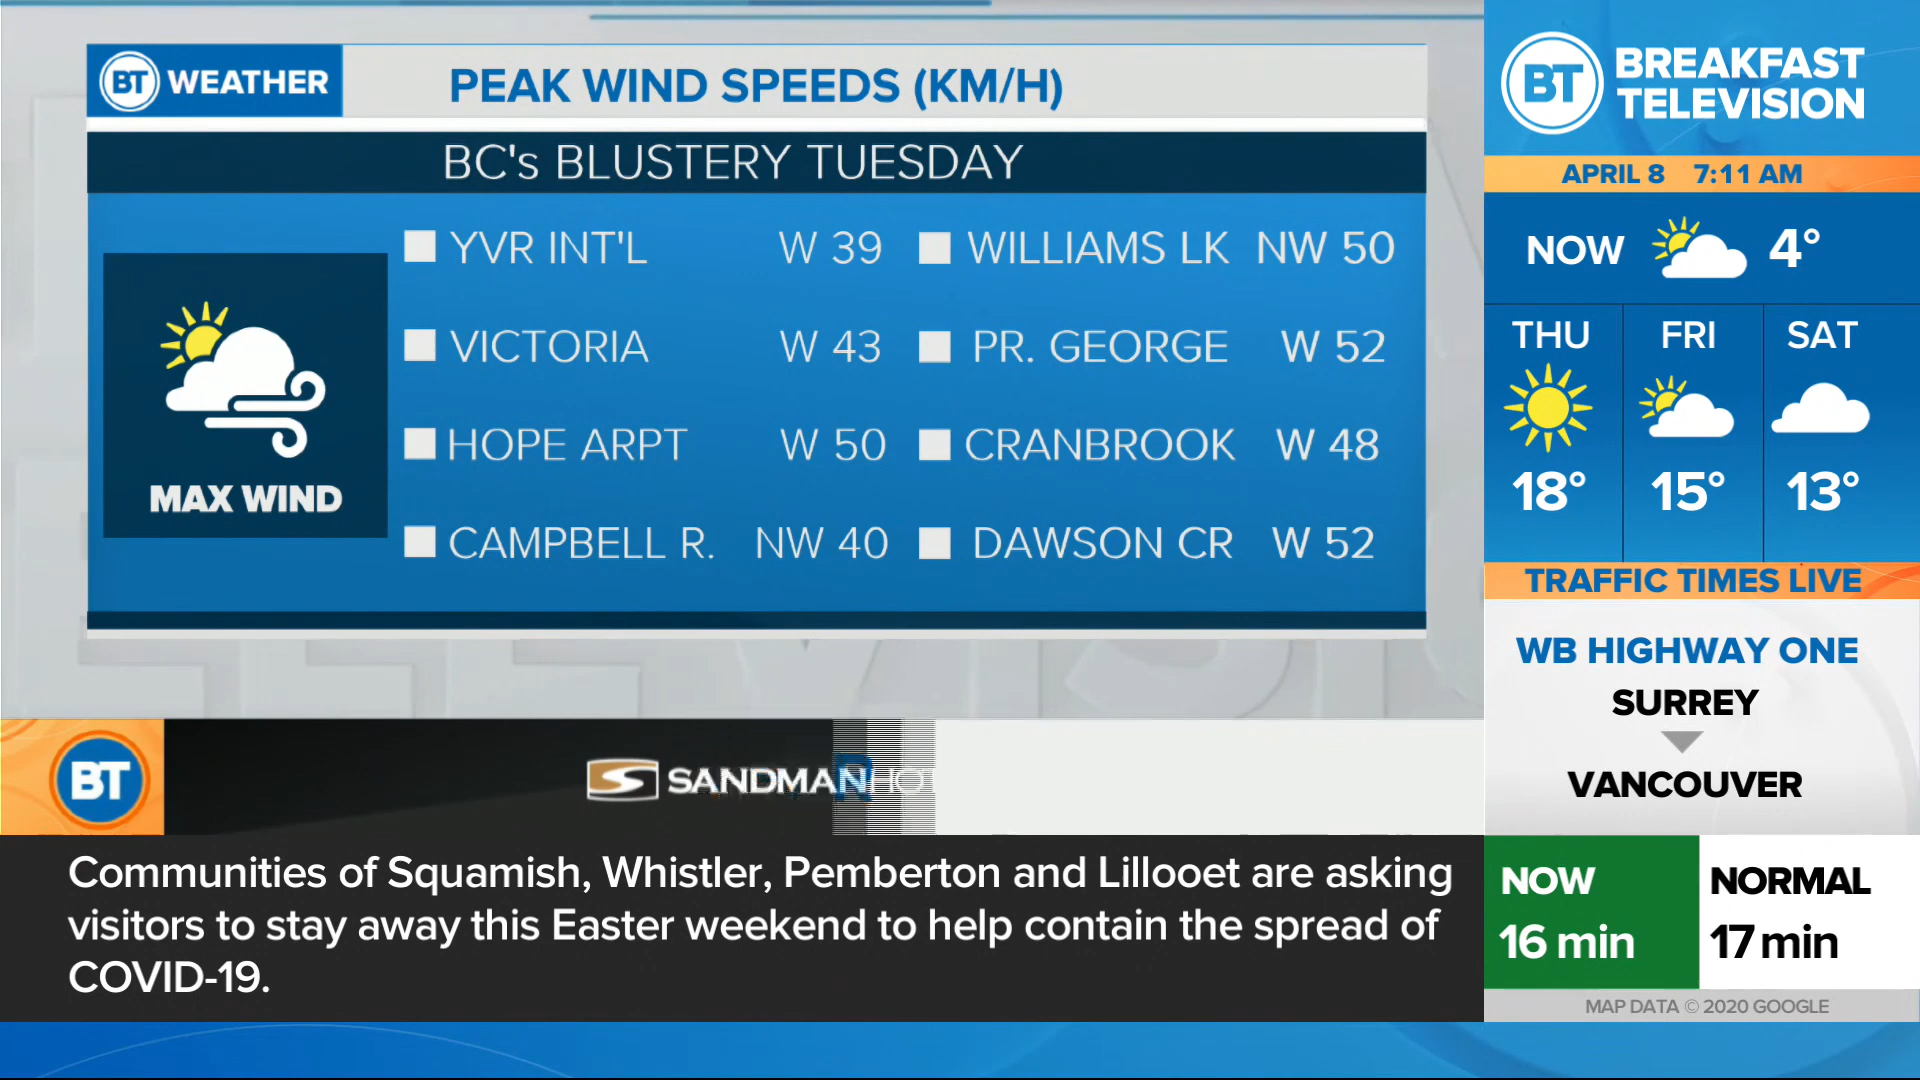 BT WEATHER
PEAK WIND SPEEDS (KM/H)
BC's BLUSTERY TUESDAY
MAX WIND
YVR INT'L W 39
VICTORIA W 43
HOPE ARPT W 50
CAMPBELL R. NW 40
WILLIAMS LK NW 50
PR. GEORGE W 52
CRANBROOK W 48
DAWSON CR W 52
BT BREAKFAST
TELEVISION
APRIL 8 7:11 AM
NOW 4°
THU FRI SAT
18° 15° 13°
TRAFFIC TIMES LIVE
WB HIGHWAY ONE
SURREY
VANCOUVER
NOW NORMAL
16 min 17 min
MAP DATA © 2020 GOOGLE
BT
SANDMAN
Communities of Squamish, Whistler, Pemberton and Lillooet are asking
visitors to stay away this Easter weekend to help contain the spread of
COVID-19.